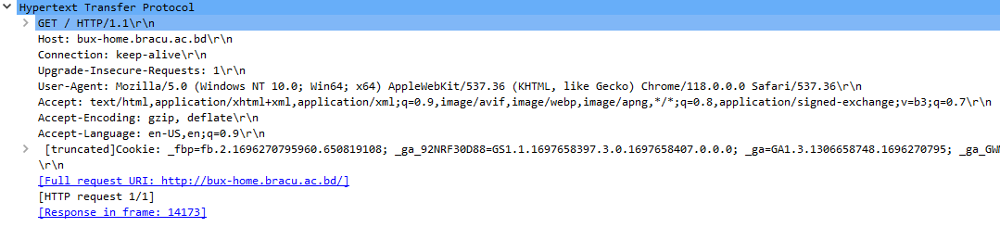 Hypertext Transfer Protocol
GET / HTTP/1.1\r\n
Host: bux-home.bracu.ac.bd\r\n
Connection: keep-alive\r\n
Upgrade-Insecure-Requests: 1\r\n
User-Agent: Mozilla/5.0 (Windows NT 10.0; Win64; x64) AppleWebKit/537.36 (KHTML, like Gecko) Chrome/118.0.0.0 Safari/537.36\r\n
Accept: text/html,application/xhtml+xml,application/xml;q=0.9,image/avif,image/webp,image/apng,*/*;q=0.8,application/signed-exchange;v=b3;q=0.7\r\n
Accept-Encoding: gzip, deflate\r\n
Accept-Language: en-US,en;q=0.9\r\n
[truncated]Cookie: _fbp=fb.2.1696270795960.650819108; _ga_92NRF30D88=GS1.1.1697658397.3.0.1697658407.0.0.0; _ga=GA1.3.1306658748.1696270795; _ga_GW
\r\n
[Full request URI: http://bux-home.bracu.ac.bd/]
[HTTP request 1/1]
[Response in frame: 14173]